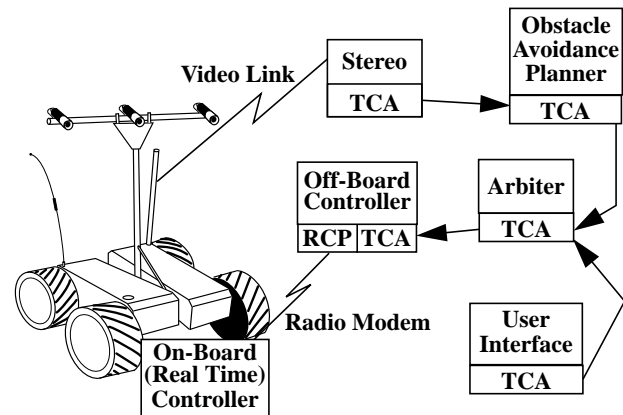 Video Link
Stereo
TCA
Obstacle
Avoidance
Planner
TCA
Off-Board
Controller
RCP TCA
Arbiter
TCA
Radio Modem
User
Interface
TCA
On-Board
(Real Time)
Controller